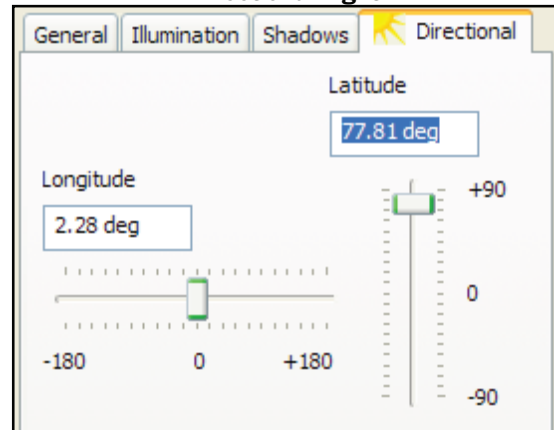 General Illumination Shadows Directional
Latitude
77.81 deg
Longitude
2.28 deg
+90
0
-90
-180 0 +180